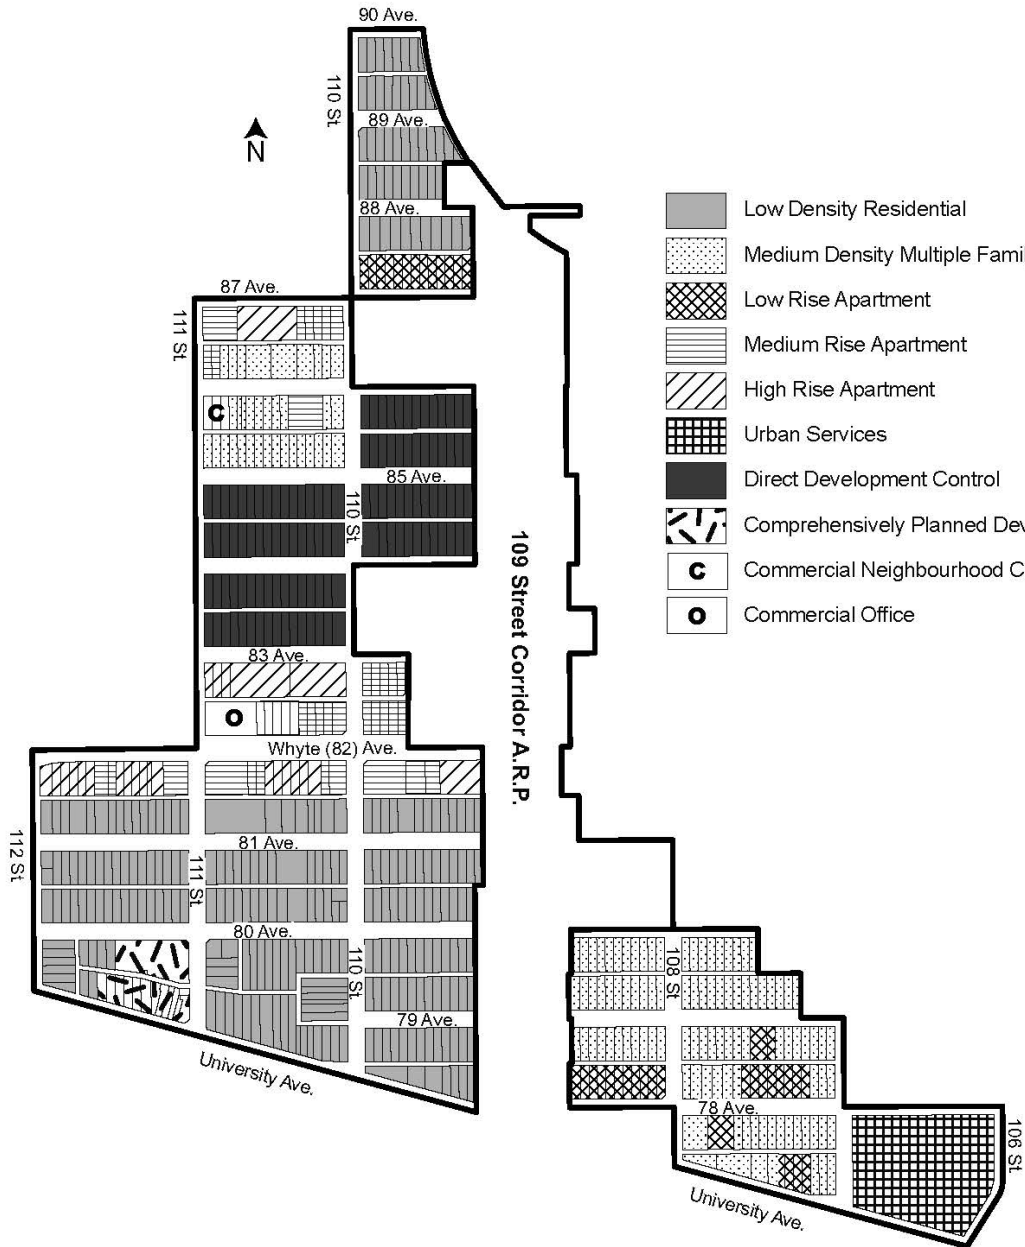 90 Ave.
110 St.
89 Ave.
N
88 Ave.
87 Ave.
111 St.
C
85 Ave.
110 St.
83 Ave.
O
Whyte (82) Ave.
109 Street Corridor A.R.P.
112 St.
81 Ave.
111 St.
80 Ave.
110 St.
79 Ave.
University Ave.
108 St
78 Ave.
106 St.
University Ave.
Low Density Residential
Medium Density Multiple Fami
Low Rise Apartment
Medium Rise Apartment
High Rise Apartment
Urban Services
Direct Development Control
Comprehensively Planned Dev
C Commercial Neighbourhood C
O Commercial Office